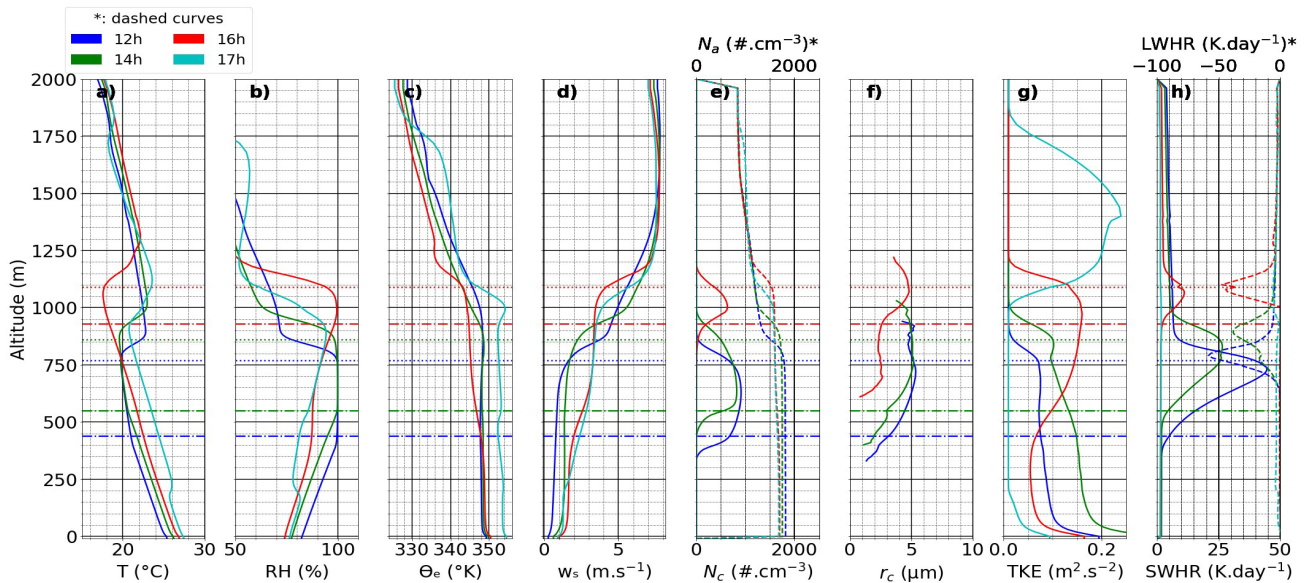 *: dashed curves
12h 16h
14h 17h
N_a (#.cm⁻³)*
0 2000
LWHR (K.day⁻¹)*
−100 −50 0
a) b) c) d) e) f) g) h)
2000
1750
1500
1250
1000
750
500
250
0
Altitude (m)
20 30 50 100 330 340 350 0 5 0 2000 0 5 10 0.0 0.2 0 25 50
T (°C) RH (%) Θₑ (°K) wₛ (m.s⁻¹) N_c (#.cm⁻³) r_c (μm) TKE (m².s⁻²) SWHR (K.day⁻¹)